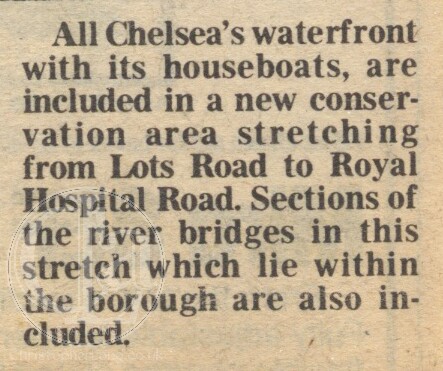 All Chelsea's waterfront
with its houseboats, are
included in a new conser-
vation area stretching
from Lots Road to Royal
Hospital Road. Sections of
the river bridges in this
stretch which lie within
the borough are also in-
cluded.